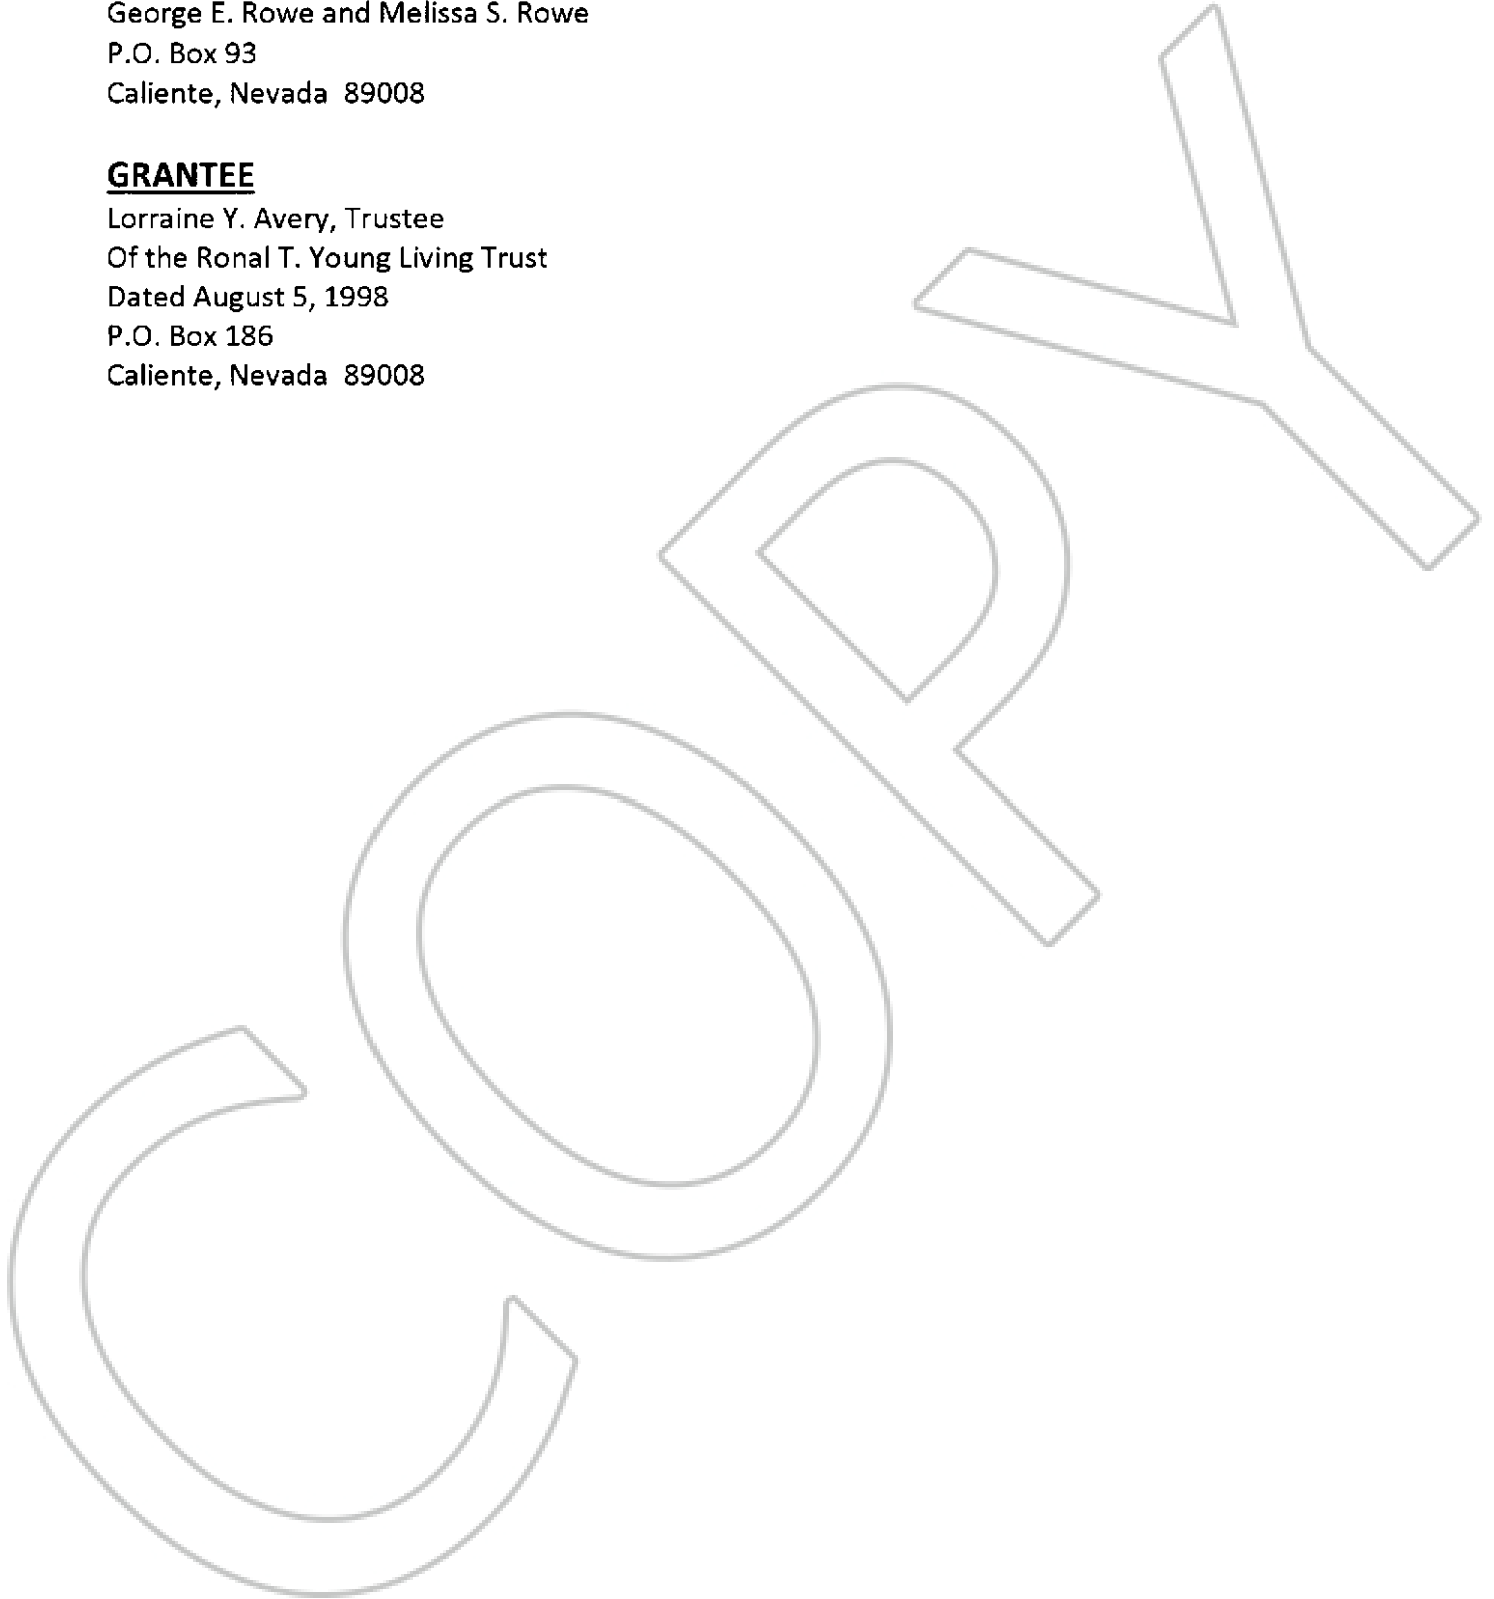 George E. Rowe and Melissa S. Rowe
P.O. Box 93
Caliente, Nevada  89008
GRANTEE
Lorraine Y. Avery, Trustee
Of the Ronal T. Young Living Trust
Dated August 5, 1998
P.O. Box 186
Caliente, Nevada  89008
COPY